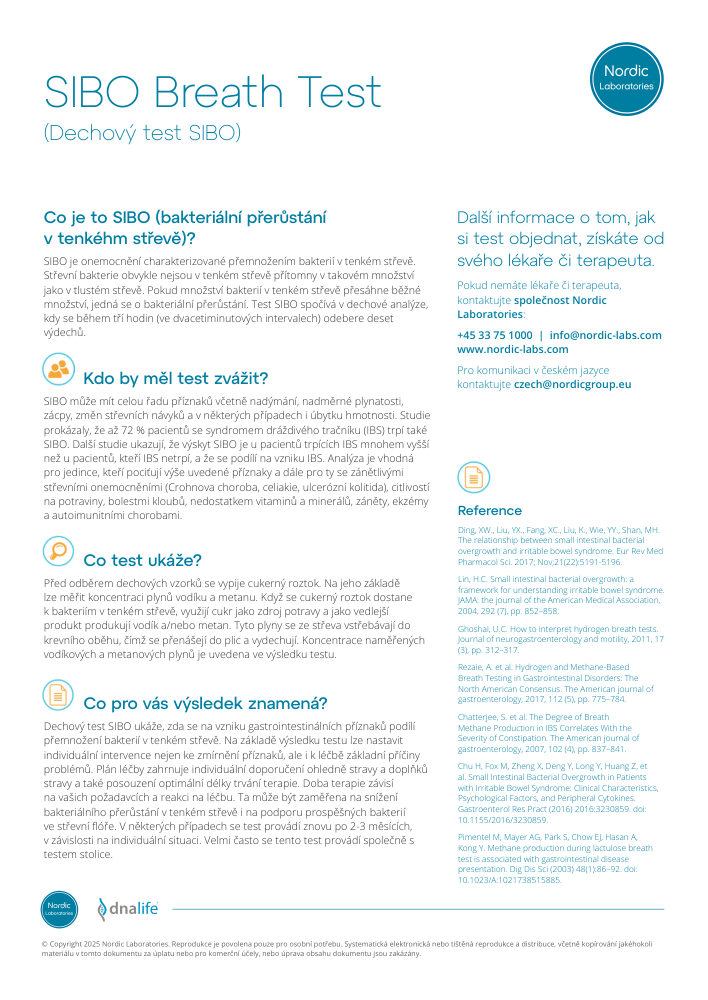 SIBO Breath Test
(Dechový test SIBO)
Nordic
Laboratories
Co je to SIBO (bakteriální přerůstání
v tenkéhm střevě)?
SIBO je onemocnění charakterizované přemnožením bakterií v tenkém střevě.
Střevní bakterie obvykle nejsou v tenkém střevě přítomny v takovém množství
jako v tlustém střevě. Pokud množství bakterií v tenkém střevě přesáhne běžné
množství, jedná se o bakteriální přerůstání. Test SIBO spočívá v dechové analýze,
kdy se během tří hodin (ve dvacetiminutových intervalech) odebere deset
výdechů.
Kdo by měl test zvážit?
SIBO může mít celou řadu příznaků včetně nadýmání, nadměrné plynatosti,
zácpy, změn střevních návyků a v některých případech i úbytku hmotnosti. Studie
prokázaly, že až 72 % pacientů se syndromem dráždivého tračníku (IBS) trpí také
SIBO. Další studie ukazují, že výskyt SIBO je u pacientů trpících IBS mnohem vyšší
než u pacientů, kteří IBS netrpí, a že se podílí na vzniku IBS. Analýza je vhodná
pro jedince, kteří pociťují výše uvedené příznaky a dále pro ty se zánětlivými
střevními onemocněními (Crohnova choroba, celiakie, ulcerózní kolitida), citlivostí
na potraviny, bolestmi kloubů, nedostatkem vitaminů a minerálů, záněty, ekzémy
a autoimunitními chorobami.
Co test ukáže?
Před odběrem dechových vzorků se vypije cukerný roztok. Na jeho základě
lze měřit koncentraci plynů vodíku a metanu. Když se cukerný roztok dostane
k bakteriím v tenkém střevě, využijí cukr jako zdroj potravy a jako vedlejší
produkt produkují vodík a/nebo metan. Tyto plyny se ze střeva vstřebávají do
krevního oběhu, čímž se přenášejí do plic a vydechují. Koncentrace naměřených
vodíkových a metanových plynů je uvedena ve výsledku testu.
Co pro vás výsledek znamená?
Dechový test SIBO ukáže, zda se na vzniku gastrointestinálních příznaků podílí
přemnožení bakterií v tenkém střevě. Na základě výsledku testu lze nastavit
individuální intervence nejen ke zmírnění příznaků, ale i k léčbě základní příčiny
problémů. Plán léčby zahrnuje individuální doporučení ohledně stravy a doplňků
stravy a také posouzení optimální délky trvání terapie. Doba terapie závisí
na vašich požadavcích a reakci na léčbu. Ta může být zaměřena na snížení
bakteriálního přerůstání v tenkém střevě i na podporu prospěšných bakterií
ve střevní flóře. V některých případech se test provádí znovu po 2-3 měsících,
v závislosti na individuální situaci. Velmi často se tento test provádí společně s
testem stolice.
Další informace o tom, jak
si test objednat, získáte od
svého lékaře či terapeuta.
Pokud nemáte lékaře či terapeuta,
kontaktujte společnost Nordic
Laboratories.
+45 33 75 1000 | info@nordic-labs.com
www.nordic-labs.com
Pro komunikaci v českém jazyce
kontaktujte czech@nordicgroup.eu
Reference
Ding, XW., Liu, YX., Fang, XC., Liu, K.; Wie, YY., Shan, MH.
The relationship between small intestinal bacterial
overgrowth and irritable bowel syndrome. Eur Rev Med
Pharmacol Sci. 2017; Nov;21(22):5191-5196.
Lin, H.C. Small intestinal bacterial overgrowth: a
framework for understanding irritable bowel syndrome.
JAMA: the journal of the American Medical Association,
2004, 292 (7), pp. 852–858.
Ghoshal, U.C. How to interpret hydrogen breath tests.
Journal of neurogastroenterology and motility, 2011, 17
(3), pp. 312–317.
Rezaie, A. et al. Hydrogen and Methane-Based
Breath Testing in Gastrointestinal Disorders: The
North American Consensus. The American journal of
gastroenterology, 2017, 112 (5), pp. 775–784.
Chatterjee, S. et al. The Degree of Breath
Methane Production in IBS Correlates With the
Severity of Constipation. The American journal of
gastroenterology, 2007, 102 (4), pp. 837–841.
Chu H, Fox M, Zheng X, Deng Y, Long Y, Huang Z, et
al. Small Intestinal Bacterial Overgrowth in Patients
with Irritable Bowel Syndrome: Clinical Characteristics,
Psychological Factors, and Peripheral Cytokines.
Gastroenterol Res Pract (2016) 2016:3230859. doi:
10.1155/2016/3230859.
Pimentel M, Mayer AG, Park S, Chow EJ, Hasan A,
Kong Y. Methane production during lactulose breath
test is associated with gastrointestinal disease
presentation. Dig Dis Sci (2003) 48(1):86–92. doi:
10.1023/A:1021738515885.
Nordic
Laboratories
dnalife
© Copyright 2025 Nordic Laboratories. Reprodukce je povolena pouze pro osobní potřebu. Systematická elektronická nebo tištěná reprodukce a distribuce, včetně kopírování jakéhokoli
materiálu v tomto dokumentu za úplatu nebo pro komerční účely, nebo úprava obsahu dokumentu jsou zakázány.